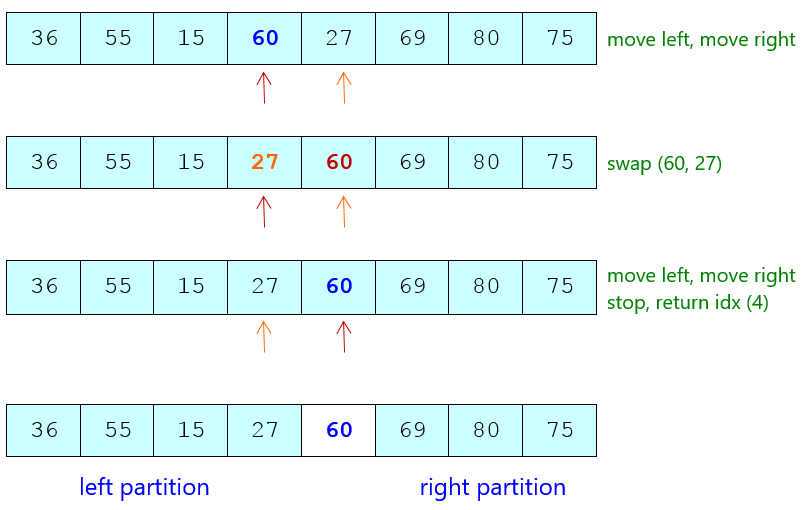 36 55 15 60 27 69 80 75 move left, move right
36 55 15 27 60 69 80 75 swap (60, 27)
36 55 15 27 60 69 80 75 move left, move right
stop, return idx (4)
36 55 15 27 60 69 80 75
left partition right partition